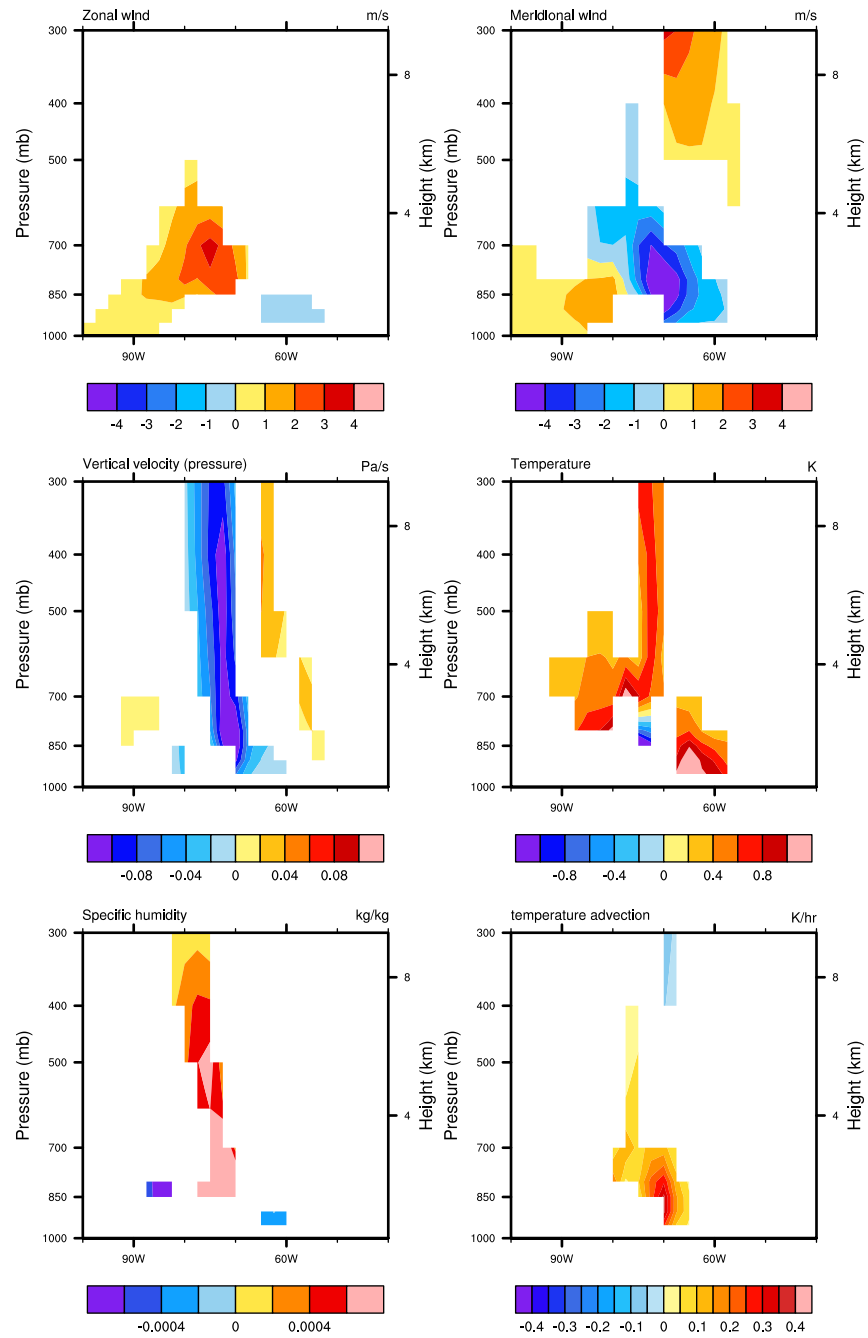 Zonal wind m/s
300
400
500
700
850
1000
8
4
Pressure (mb)
Height (km)
90W 60W
-4 -3 -2 -1 0 1 2 3 4
Meridional wind m/s
300
400
500
700
850
1000
8
4
Pressure (mb)
Height (km)
90W 60W
-4 -3 -2 -1 0 1 2 3 4
Vertical velocity (pressure) Pa/s
300
400
500
700
850
1000
8
4
Pressure (mb)
Height (km)
90W 60W
-0.08 -0.04 0 0.04 0.08
Temperature K
300
400
500
700
850
1000
8
4
Pressure (mb)
Height (km)
90W 60W
-0.8 -0.4 0 0.4 0.8
Specific humidity kg/kg
300
400
500
700
850
1000
8
4
Pressure (mb)
Height (km)
90W 60W
-0.0004 0 0.0004
temperature advection K/hr
300
400
500
700
850
1000
8
4
Pressure (mb)
Height (km)
90W 60W
-0.4 -0.3 -0.2 -0.1 0 0.1 0.2 0.3 0.4